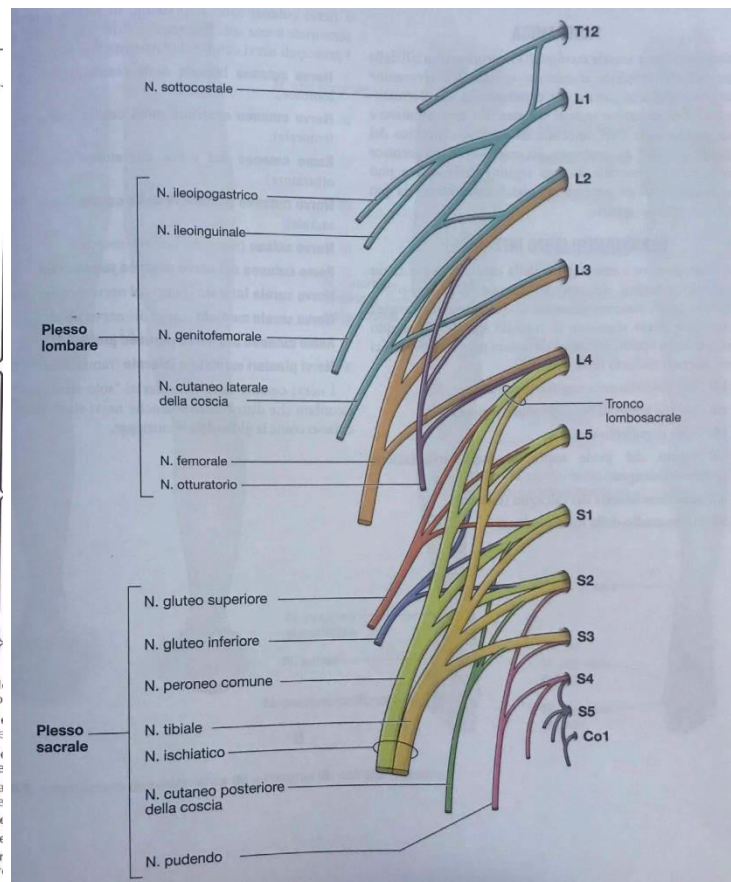 T12
N. sottocostale
L1
L2
N. ileoipogastrico
N. ileoinguinale
L3
Plesso
lombare
N. genitofemorale
L4
N. cutaneo laterale
della coscia
Tronco
lombosacrale
L5
N. femorale
N. otturatorio
S1
S2
N. gluteo superiore
N. gluteo inferiore
S3
N. peroneo comune
S4
S5
Plesso
sacrale
N. tibiale
Co1
N. ischiatico
N. cutaneo posteriore
della coscia
N. pudendo